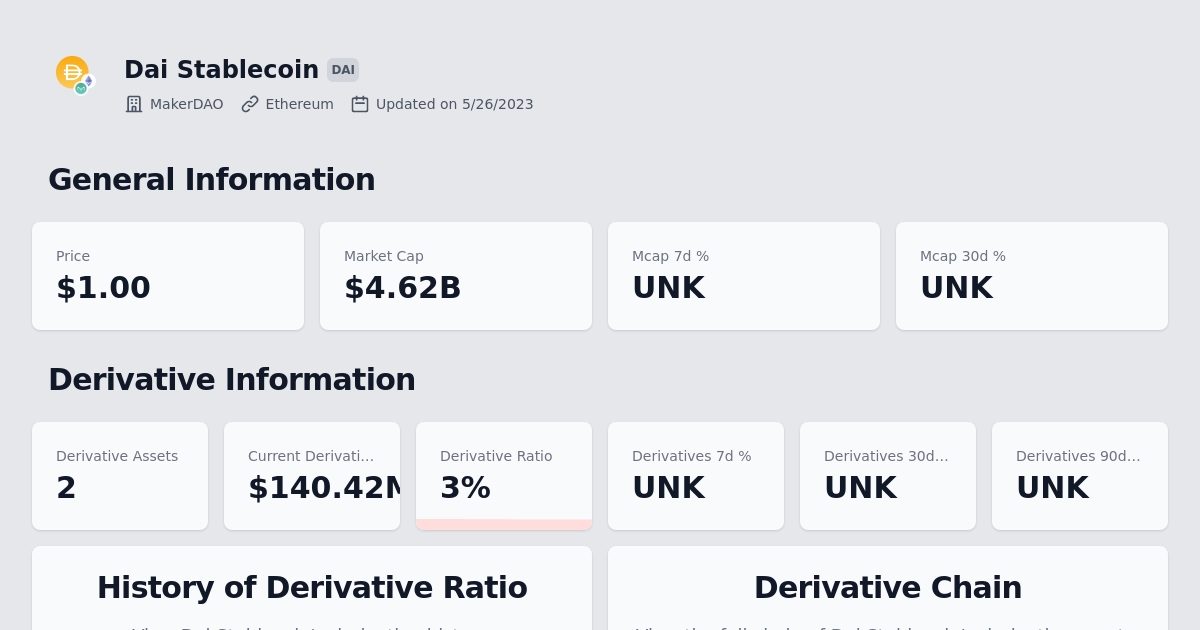 Dai Stablecoin DAI
MakerDAO Ethereum Updated on 5/26/2023
General Information
Price Market Cap Mcap 7d % Mcap 30d %
$1.00 $4.62B UNK UNK
Derivative Information
Derivative Assets Current Derivati... Derivative Ratio Derivatives 7d % Derivatives 30d... Derivatives 90d...
2 $140.42M 3% UNK UNK UNK
History of Derivative Ratio Derivative Chain